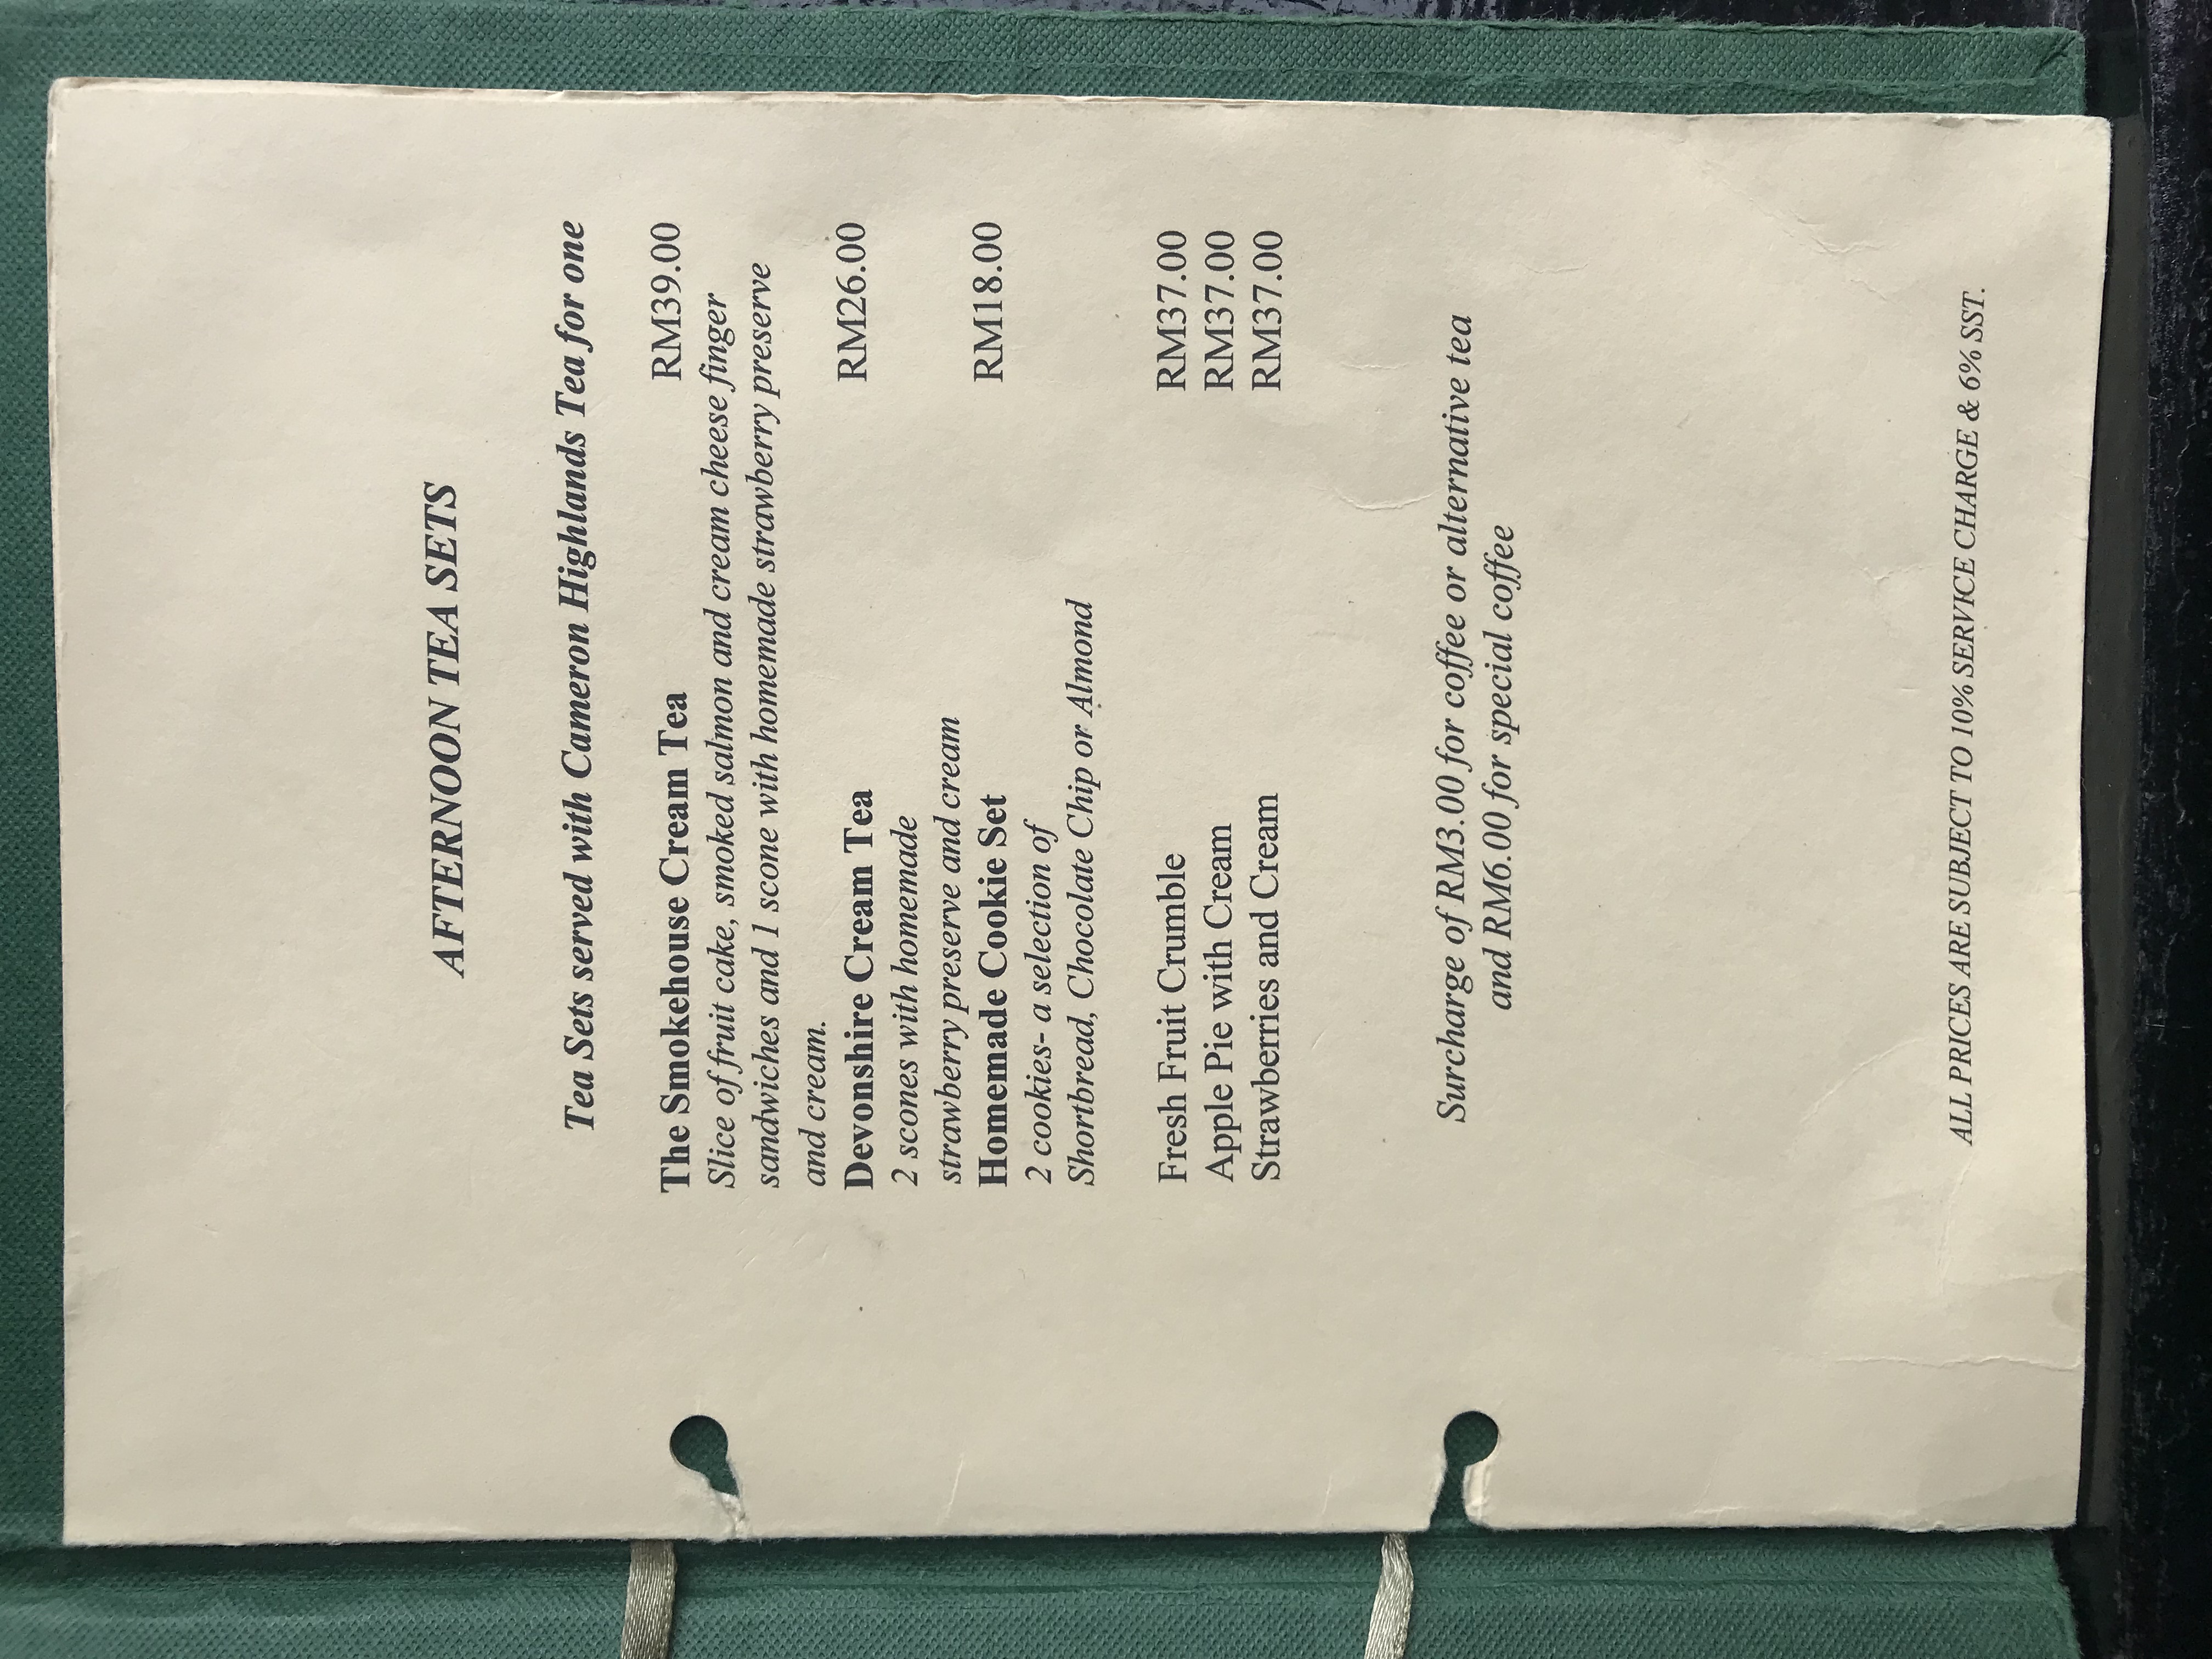 AFTERNOON TEA SETS
Tea Sets served with Cameron Highlands Tea for one
The Smokehouse Cream Tea RM39.00
Slice of fruit cake, smoked salmon and cream cheese finger
sandwiches and 1 scone with homemade strawberry preserve
and cream.
Devonshire Cream Tea RM26.00
2 scones with homemade
strawberry preserve and cream
Homemade Cookie Set RM18.00
2 cookies- a selection of
Shortbread, Chocolate Chip or Almond
Fresh Fruit Crumble RM37.00
Apple Pie with Cream RM37.00
Strawberries and Cream RM37.00
Surcharge of RM3.00 for coffee or alternative tea
and RM6.00 for special coffee
ALL PRICES ARE SUBJECT TO 10% SERVICE CHARGE & 6% SST.